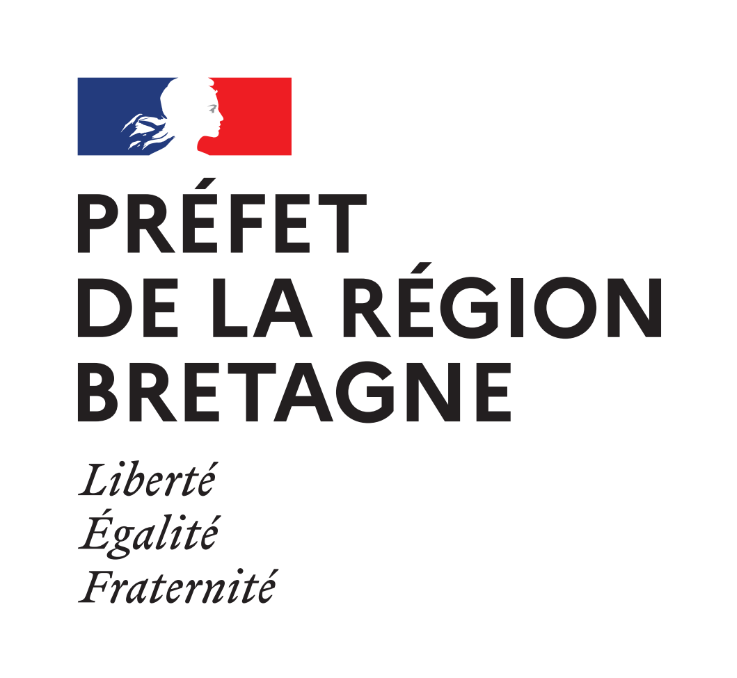 PRÉFET
DE LA RÉGION
BRETAGNE
Liberté
Égalité
Fraternité